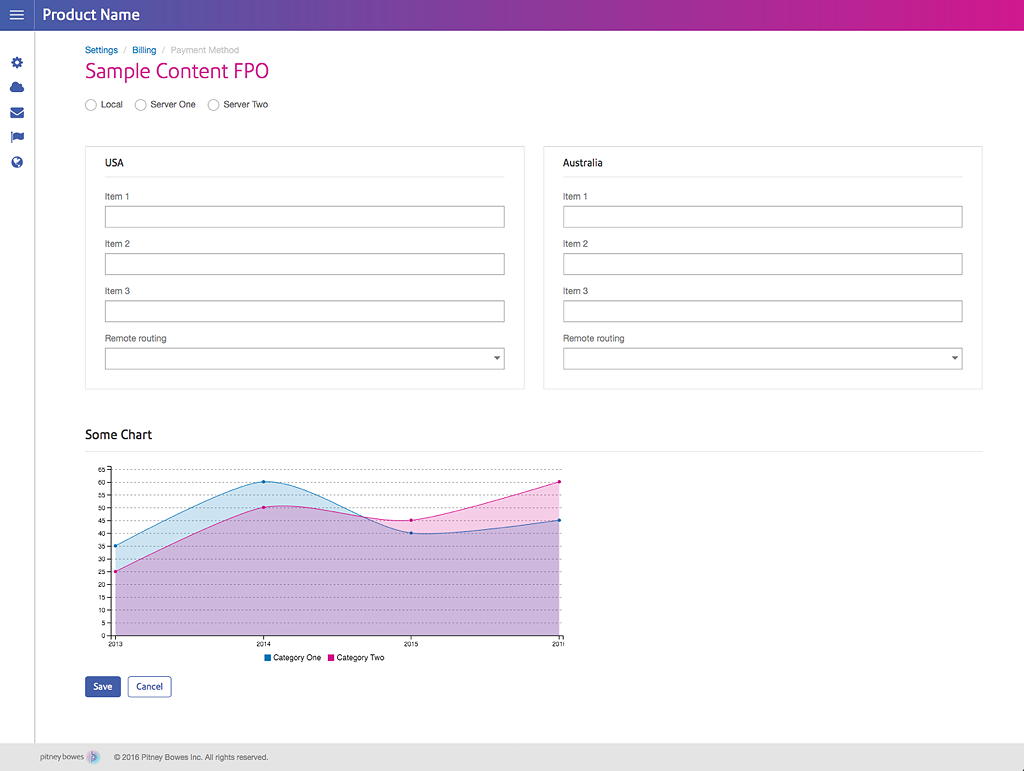 Product Name
Settings / Billing / Payment Method
Sample Content FPO
Local Server One Server Two
USA
Item 1
Item 2
Item 3
Remote routing
Australia
Item 1
Item 2
Item 3
Remote routing
Some Chart
65
60
55
50
45
40
35
30
25
20
15
10
5
0
2013 2014 2015 201
Category One Category Two
Save Cancel
pitney bowes © 2016 Pitney Bowes Inc. All rights reserved.